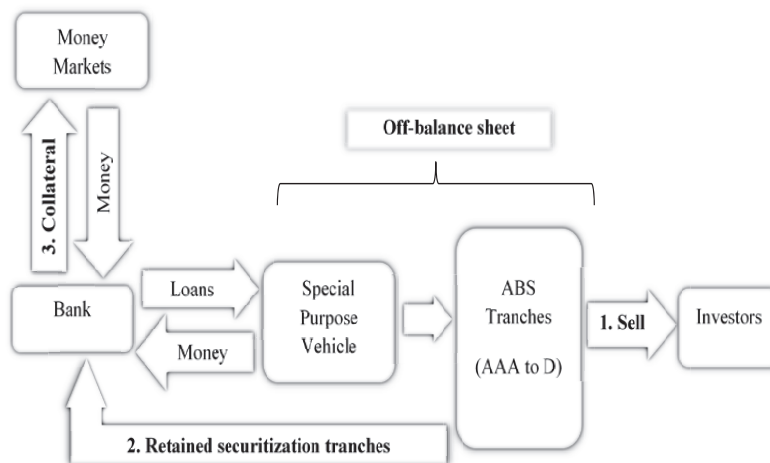 Money
Markets
Off-balance sheet
3. Collateral
Money
Bank
Loans
Money
Special
Purpose
Vehicle
ABS
Tranches
(AAA to D)
1. Sell
Investors
2. Retained securitization tranches